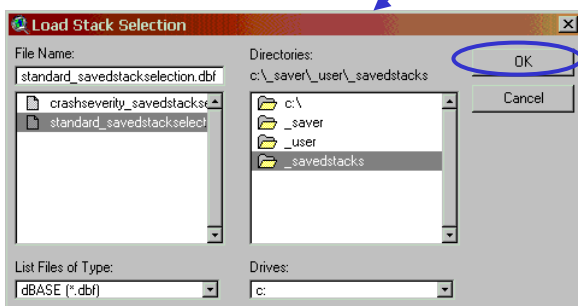 Load Stack Selection
File Name:
standard_savedstackselection.dbf
crashseverity_savedstackse
standard_savedstackselect
List Files of Type:
dBASE (*.dbf)
Directories:
c:\_saver\_user\_savedstacks
c:\
_saver
_user
_savedstacks
Drives:
c:
OK
Cancel